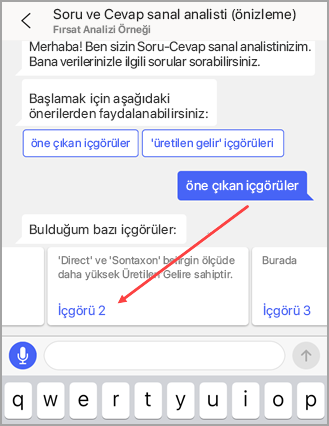 Soru ve Cevap sanal analisti (önizleme)
Fırsat Analizi Örneği
Merhaba! Ben sizin Soru-Cevap sanal analistinizim.
Bana verilerinizle ilgili sorular sorabilirsiniz.
Başlamak için aşağıdaki
önerilerden faydalanabilirsiniz:
öne çıkan içgörüler
'üretilen gelir' içgörüleri
öne çıkan içgörüler
Bulduğum bazı içgörüler:
'Direct' ve 'Sontaxon' belirgin ölçüde
daha yüksek Üretilen Gelire sahiptir.
Burada
İçgörü 2
İçgörü 3
q w e r t y u i o p